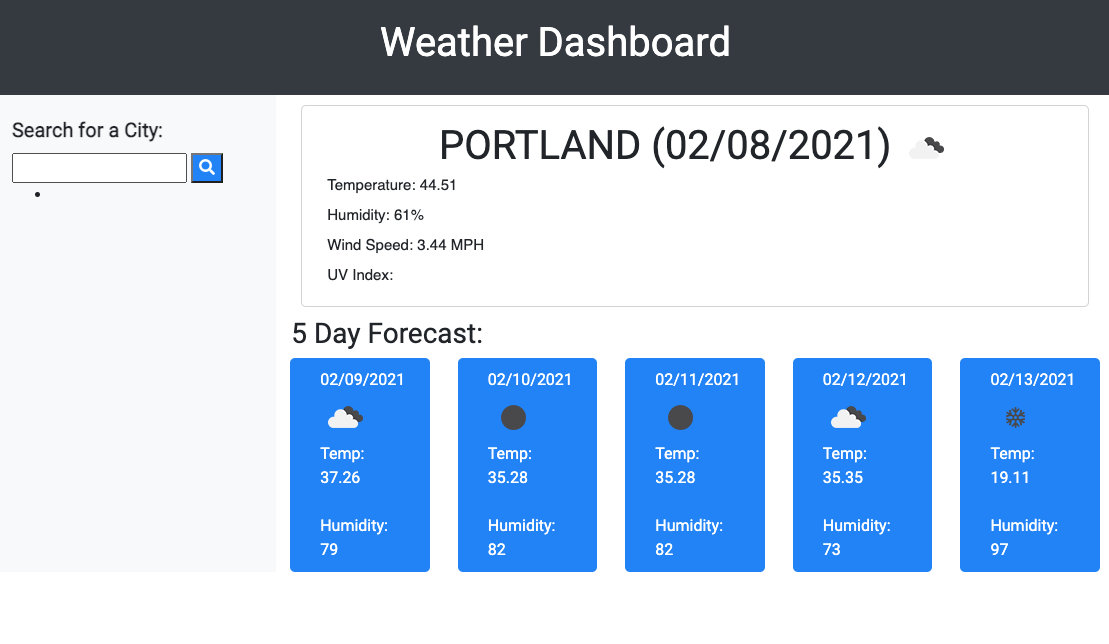 Weather Dashboard
Search for a City:
PORTLAND (02/08/2021)
Temperature: 44.51
Humidity: 61%
Wind Speed: 3.44 MPH
UV Index:
5 Day Forecast:
02/09/2021
Temp:
37.26
Humidity:
79
02/10/2021
Temp:
35.28
Humidity:
82
02/11/2021
Temp:
35.28
Humidity:
82
02/12/2021
Temp:
35.35
Humidity:
73
02/13/2021
Temp:
19.11
Humidity:
97